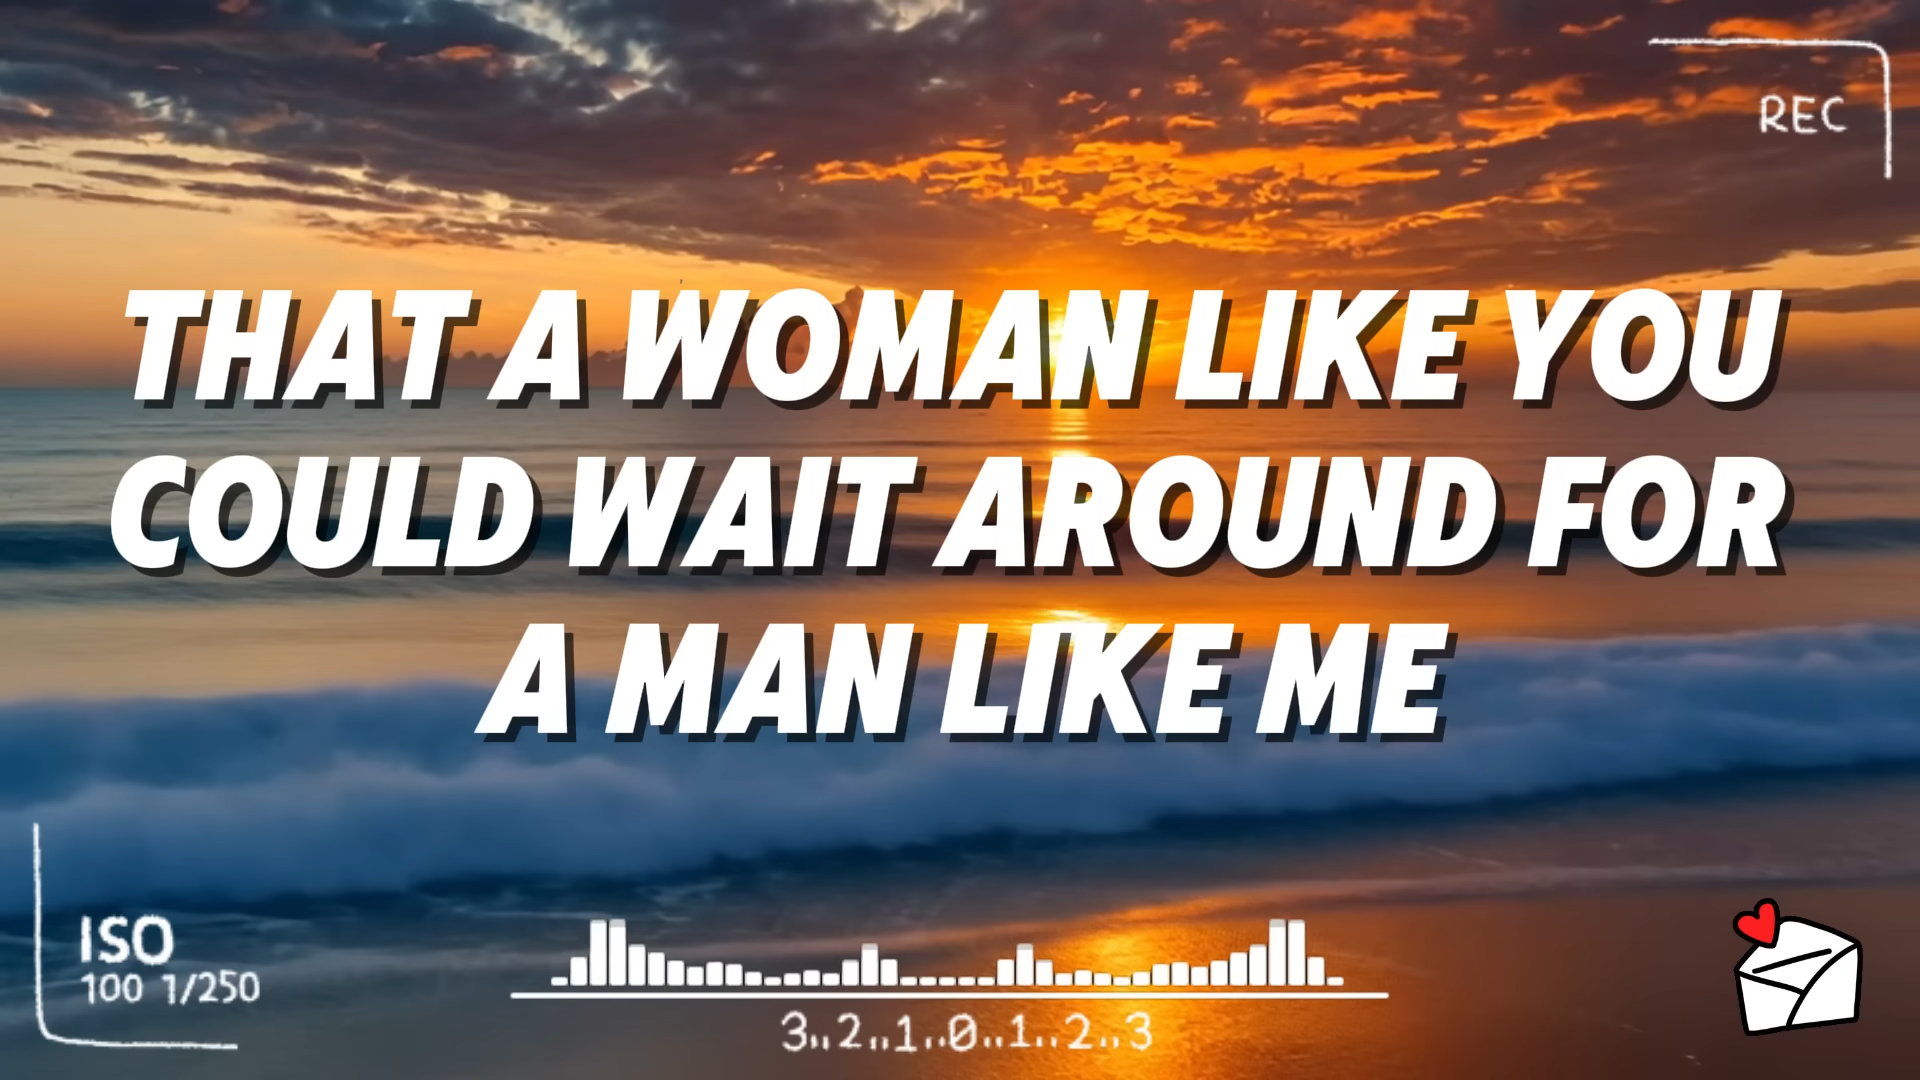 REC
THAT A WOMAN LIKE YOU
COULD WAIT AROUND FOR
A MAN LIKE ME
ISO
100 1/250
3..2..1..0..1..2..3